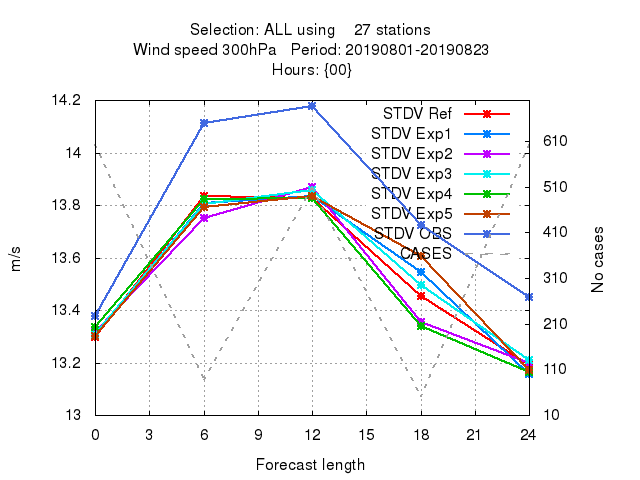 Selection: ALL using 27 stations
Wind speed 300hPa Period: 20190801-20190823
Hours: {00}
14.2
14
13.8
13.6
13.4
13.2
13
m/s
STDV Ref
STDV Exp1
STDV Exp2
STDV Exp3
STDV Exp4
STDV Exp5
STDV OBS
CASES
610
510
410
310
210
110
10
No cases
0 3 6 9 12 15 18 21 24
Forecast length